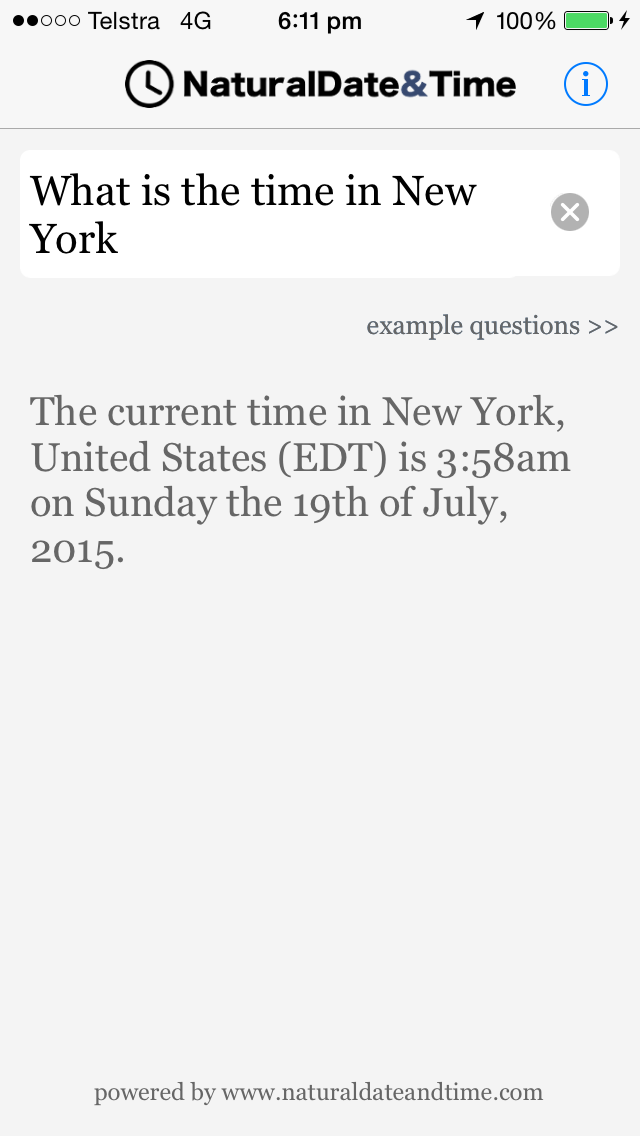 Telstra 4G 6:11 pm 100%
NaturalDate&Time
i
What is the time in New
York
example questions >>
The current time in New York,
United States (EDT) is 3:58am
on Sunday the 19th of July,
2015.
powered by www.naturaldateandtime.com